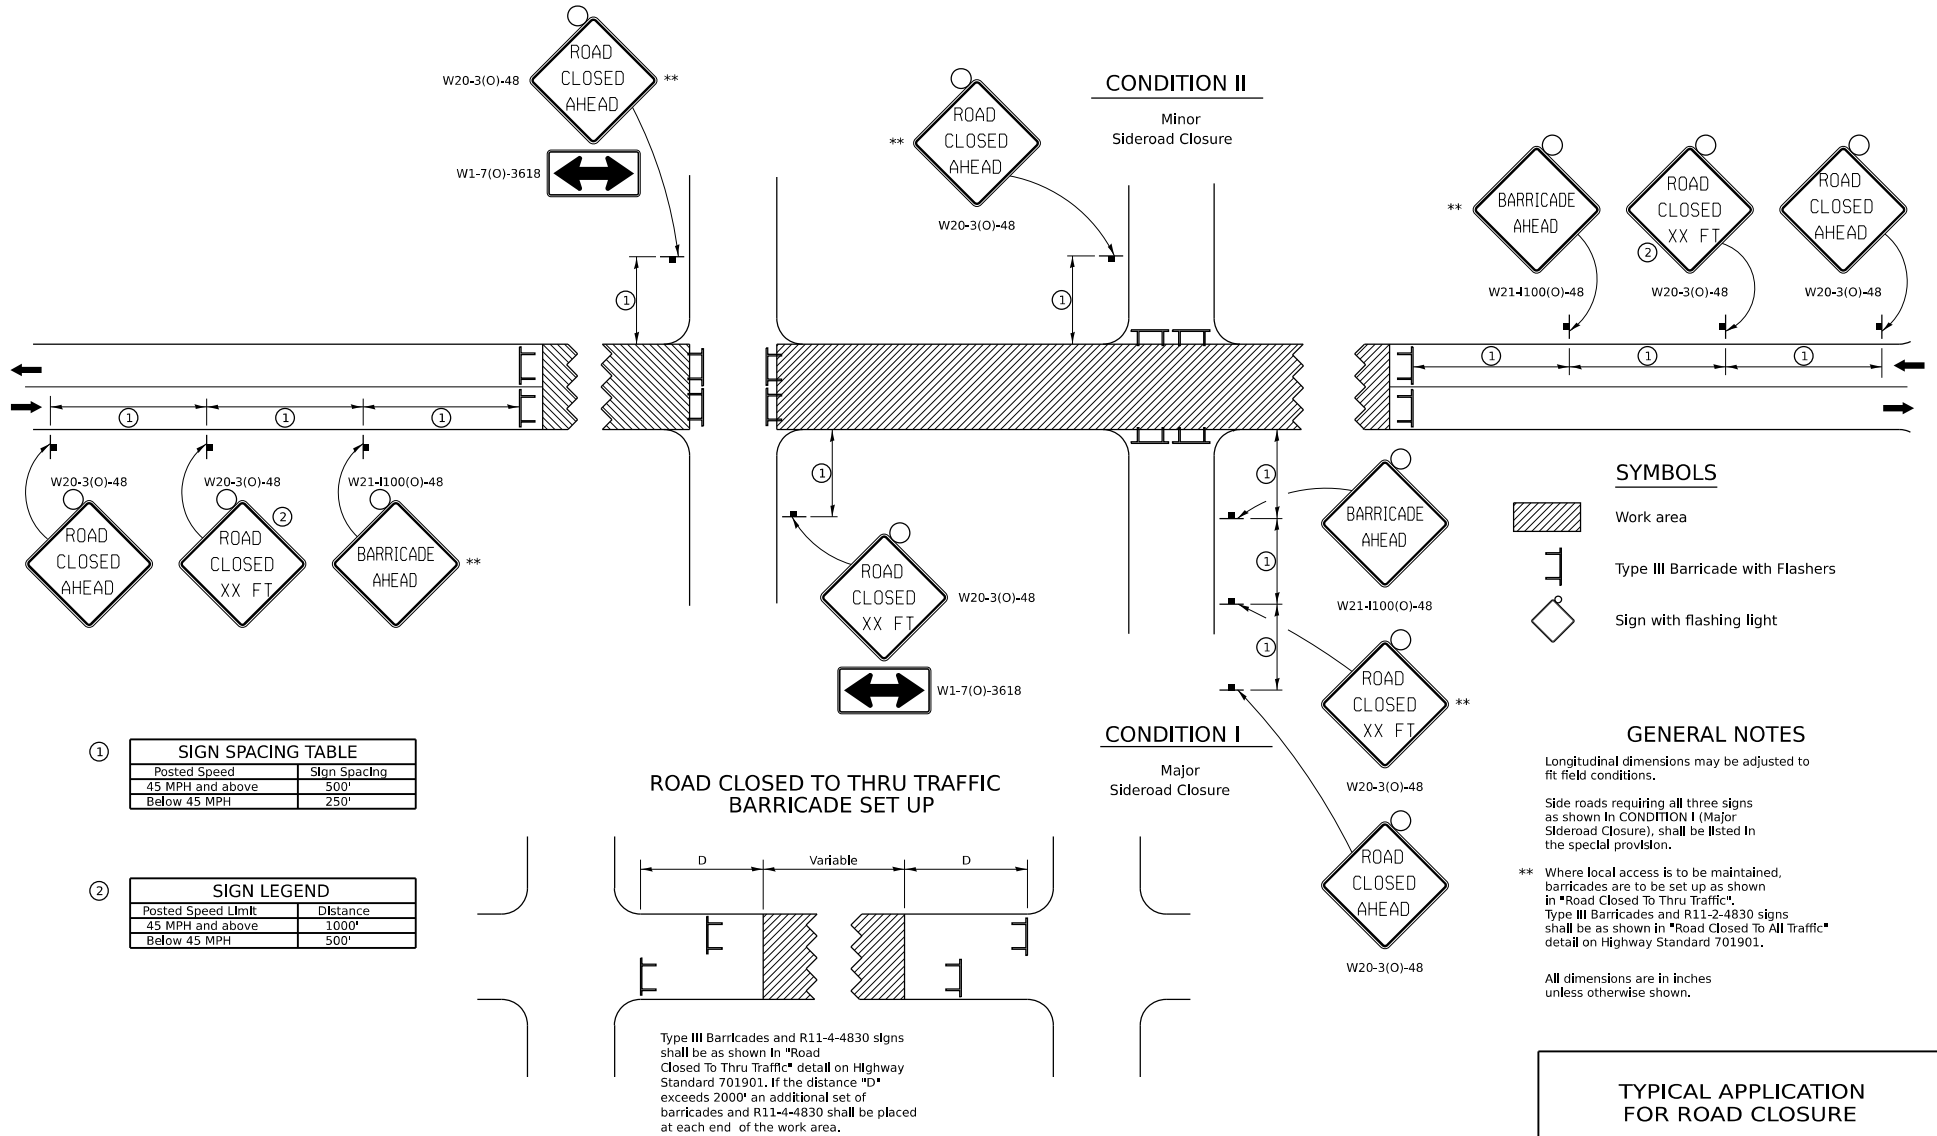 ROAD
CLOSED
AHEAD
W20-3(O)-48
**
W1-7(O)-3618
ROAD
CLOSED
AHEAD
**
W20-3(O)-48
CONDITION II
Minor
Sideroad Closure
BARRICADE
AHEAD
**
W21-I100(O)-48
ROAD
CLOSED
XX FT
2
W20-3(O)-48
ROAD
CLOSED
AHEAD
W20-3(O)-48
1
1
1
1
1
1
1
1
1
1
1
1
W20-3(O)-48
ROAD
CLOSED
AHEAD
W20-3(O)-48
2
ROAD
CLOSED
XX FT
W21-I100(O)-48
BARRICADE
AHEAD
**
ROAD
CLOSED
XX FT
W20-3(O)-48
W1-7(O)-3618
BARRICADE
AHEAD
W21-I100(O)-48
ROAD
CLOSED
XX FT
**
W20-3(O)-48
ROAD
CLOSED
AHEAD
W20-3(O)-48
CONDITION I
Major
Sideroad Closure
SYMBOLS
Work area
Type III Barricade with Flashers
Sign with flashing light
1
SIGN SPACING TABLE
Posted Speed Sign Spacing
45 MPH and above 500'
Below 45 MPH 250'
2
SIGN LEGEND
Posted Speed Limit Distance
45 MPH and above 1000'
Below 45 MPH 500'
ROAD CLOSED TO THRU TRAFFIC
BARRICADE SET UP
D Variable D
Type III Barricades and R11-4-4830 signs
shall be as shown in "Road
Closed To Thru Traffic" detail on Highway
Standard 701901. If the distance "D"
exceeds 2000' an additional set of
barricades and R11-4-4830 shall be placed
at each end of the work area.
GENERAL NOTES
Longitudinal dimensions may be adjusted to
fit field conditions.
Side roads requiring all three signs
as shown in CONDITION I (Major
Sideroad Closure), shall be listed in
the special provision.
** Where local access is to be maintained,
barricades are to be set up as shown
in "Road Closed To Thru Traffic".
Type III Barricades and R11-2-4830 signs
shall be as shown in "Road Closed To All Traffic"
detail on Highway Standard 701901.
All dimensions are in inches
unless otherwise shown.
TYPICAL APPLICATION
FOR ROAD CLOSURE